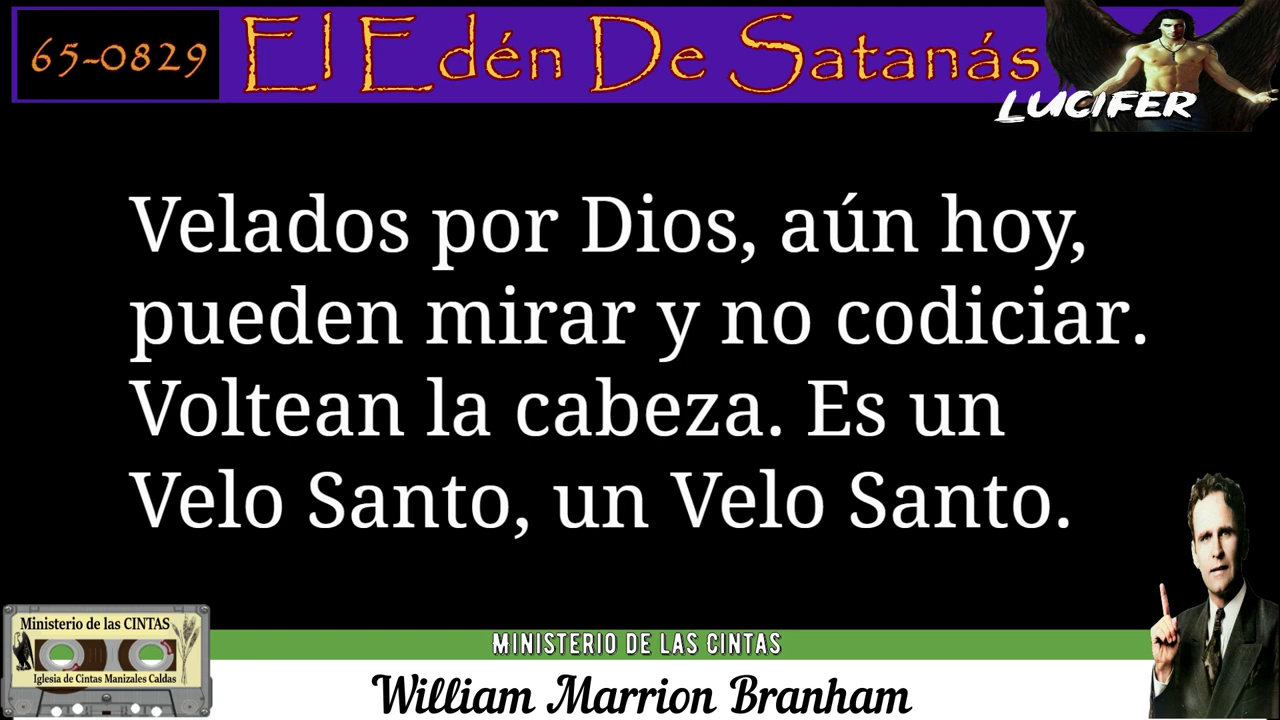 65-0829
El Edén De Satanás
LUCIFER
Velados por Dios, aún hoy,
pueden mirar y no codiciar.
Voltean la cabeza. Es un
Velo Santo, un Velo Santo.
Ministerio de las CINTAS
Iglesia de Cintas Manizales Caldas
MINISTERIO DE LAS CINTAS
William Marrion Branham